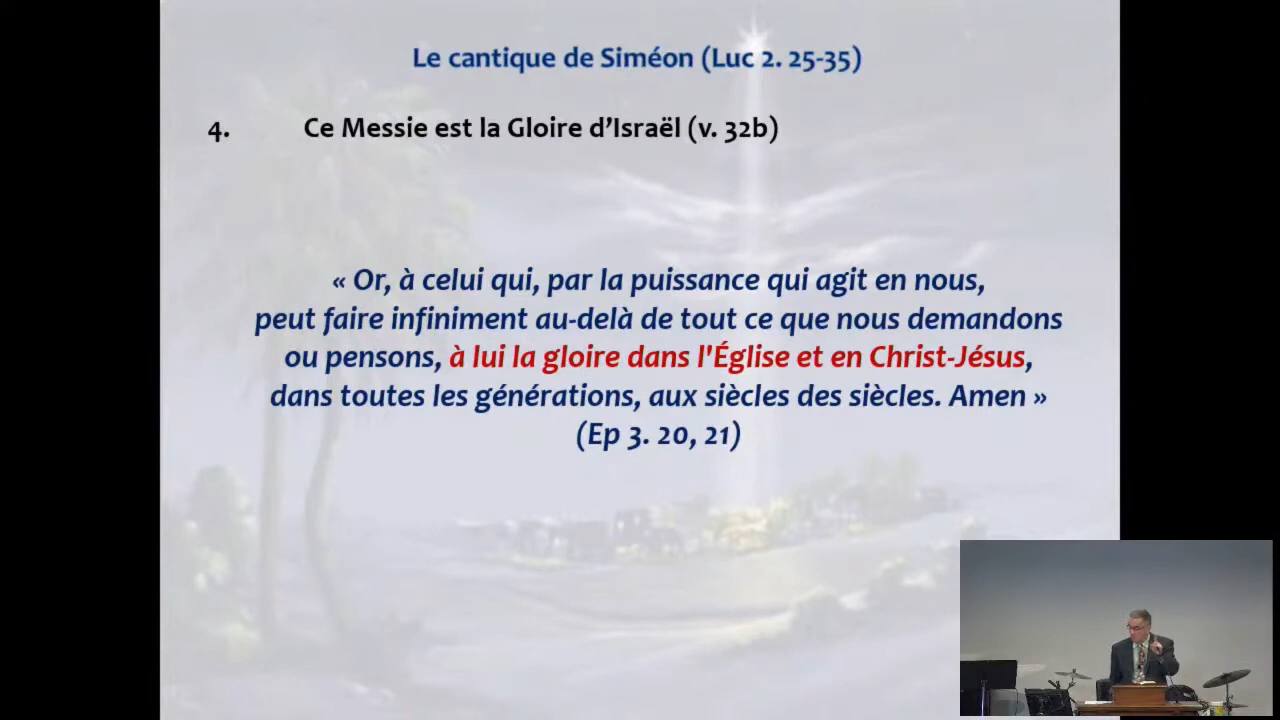 Le cantique de Siméon (Luc 2. 25-35)
4. Ce Messie est la Gloire d’Israël (v. 32b)
« Or, à celui qui, par la puissance qui agit en nous,
peut faire infiniment au-delà de tout ce que nous demandons
ou pensons, à lui la gloire dans l'Église et en Christ-Jésus,
dans toutes les générations, aux siècles des siècles. Amen »
(Ep 3. 20, 21)